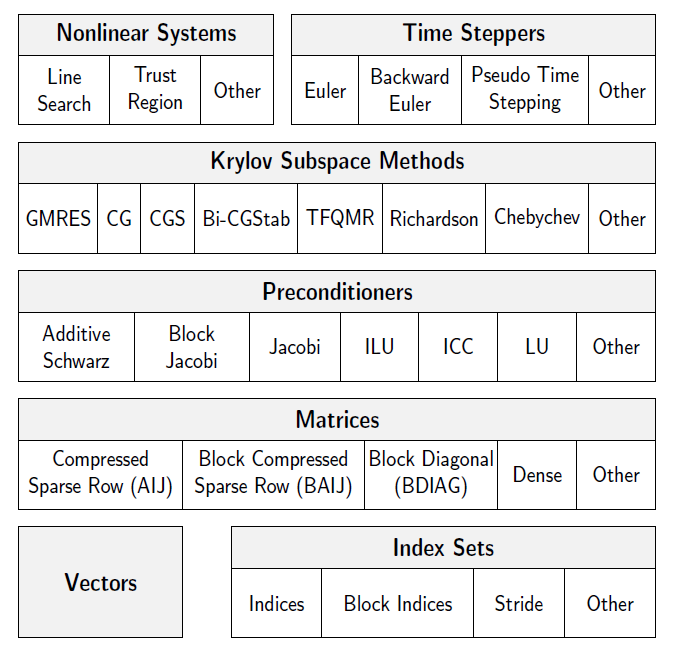 Nonlinear Systems
Line
Search
Trust
Region
Other
Time Steppers
Euler
Backward
Euler
Pseudo Time
Stepping
Other
Krylov Subspace Methods
GMRES
CG
CGS
Bi-CGStab
TFQMR
Richardson
Chebychev
Other
Preconditioners
Additive
Schwarz
Block
Jacobi
Jacobi
ILU
ICC
LU
Other
Matrices
Compressed
Sparse Row (AIJ)
Block Compressed
Sparse Row (BAIJ)
Block Diagonal
(BDIAG)
Dense
Other
Vectors
Index Sets
Indices
Block Indices
Stride
Other